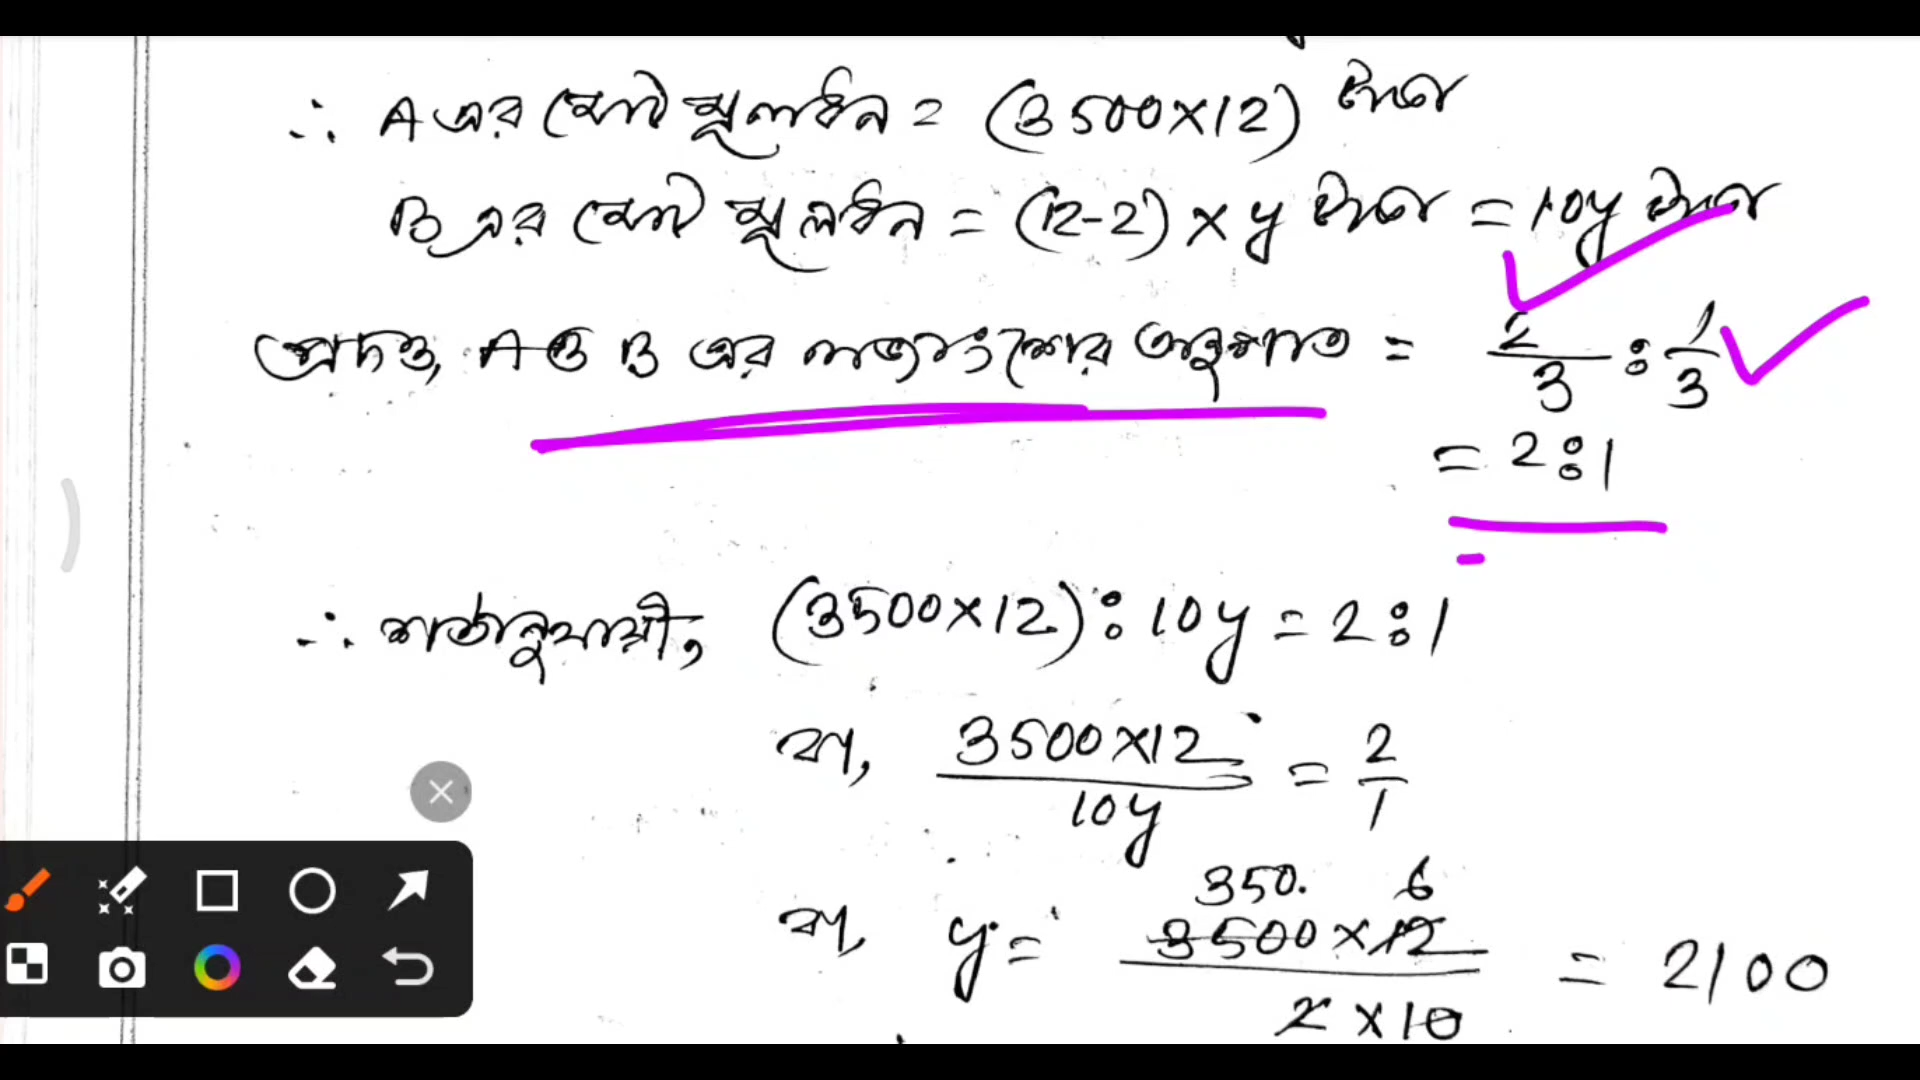 ∴ A এর মোট মূলধন = (3500×12) টাকা
B এর মোট মূলধন = (12-2) × y টাকা = 10y টাকা
প্রদত্ত, A ও B এর লভ্যাংশের অনুপাত = 2/3 : 1/3
= 2:1
∴ শর্তানুযায়ী, (3500×12) : 10y = 2:1
বা, 3500×12/10y = 2/1
350. 6
বা, y = 3500×12/2×10 = 2100